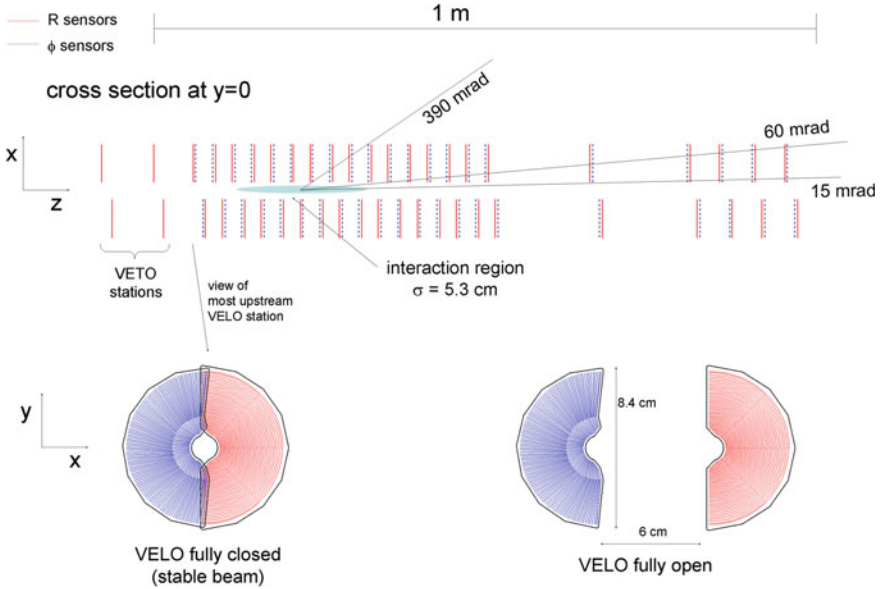 R sensors
ϕ sensors
1 m
cross section at y=0
390 mrad
60 mrad
15 mrad
x
z
VETO
stations
view of
most upstream
VELO station
interaction region
σ = 5.3 cm
y
x
8.4 cm
6 cm
VELO fully closed
(stable beam)
VELO fully open